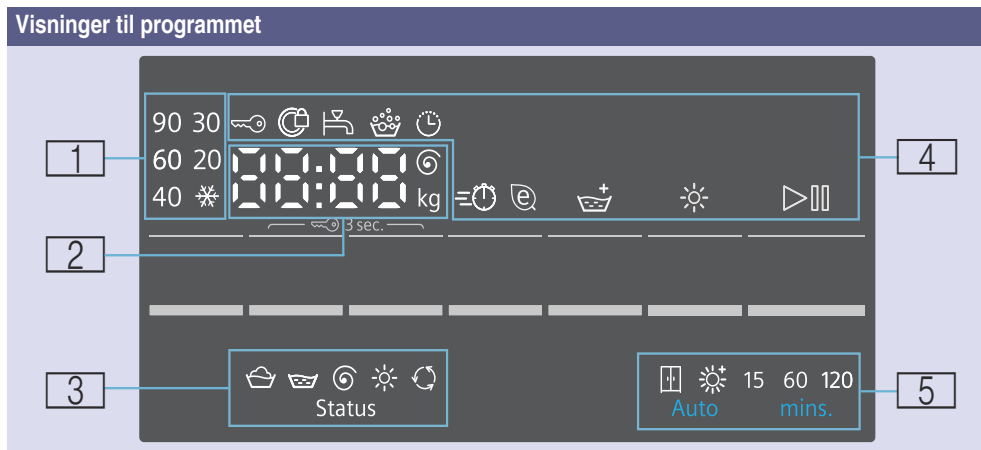 Visninger til programmet
90 30
60 20
40
88:88
kg
3 sec.
e
1
2
3
4
5
Status
15 60 120
Auto mins.